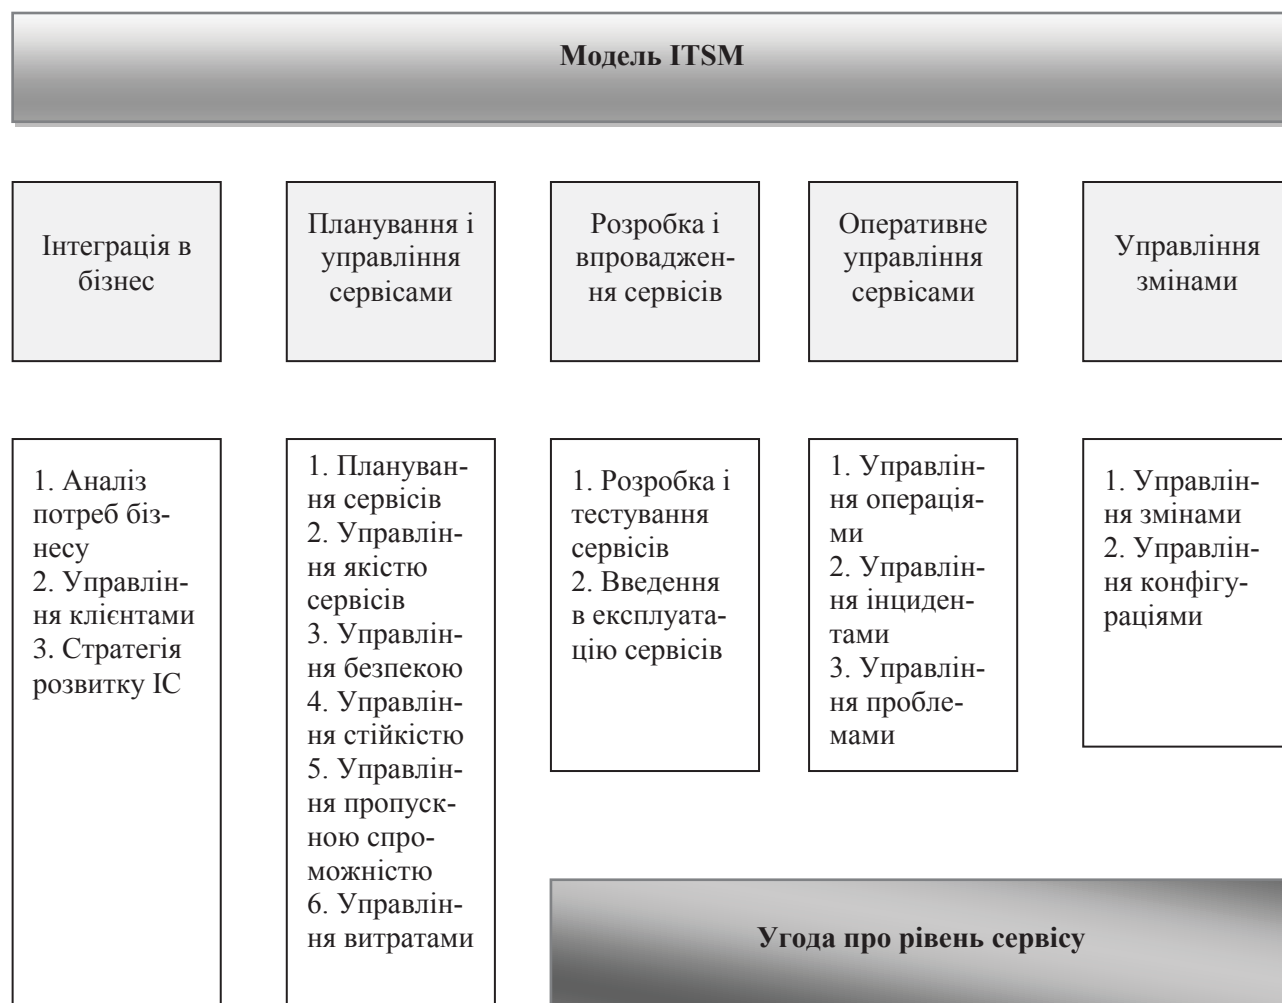 Модель ITSM
Інтеграція в
бізнес
Планування і
управління
сервісами
Розробка і
впроваджен-
ня сервісів
Оперативне
управління
сервісами
Управління
змінами
1. Аналіз
потреб біз-
несу
2. Управлін-
ня клієнтами
3. Стратегія
розвитку ІС
1. Плануван-
ня сервісів
2. Управлін-
ня якістю
сервісів
3. Управлін-
ня безпекою
4. Управлін-
ня стійкістю
5. Управлін-
ня пропуск-
ною спро-
можністю
6. Управлін-
ня витратами
1. Розробка і
тестування
сервісів
2. Введення
в експлуата-
цію сервісів
1. Управлін-
ня операція-
ми
2. Управлін-
ня інциден-
тами
3. Управлін-
ня пробле-
мами
1. Управлін-
ня змінами
2. Управлін-
ня конфігу-
раціями
Угода про рівень сервісу